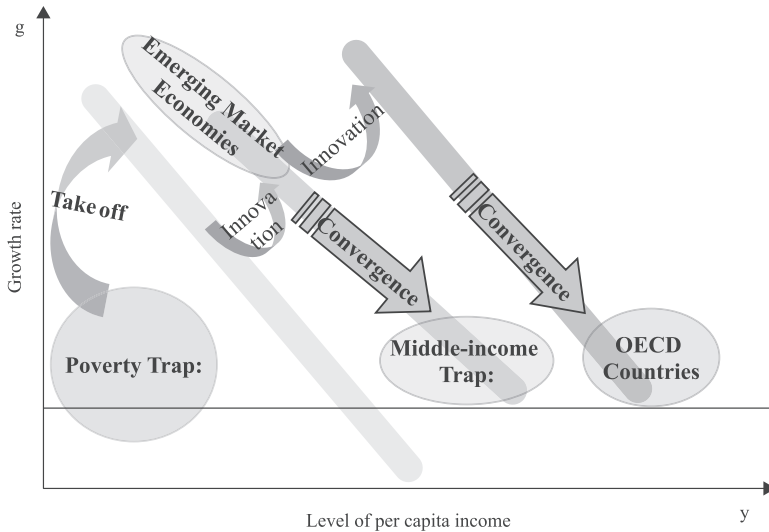 g
Growth rate
Emerging Market
Economies
Innovation
Take off
Innova
tion
Convergence
Convergence
Poverty Trap:
Middle-income
Trap:
OECD
Countries
Level of per capita income
y